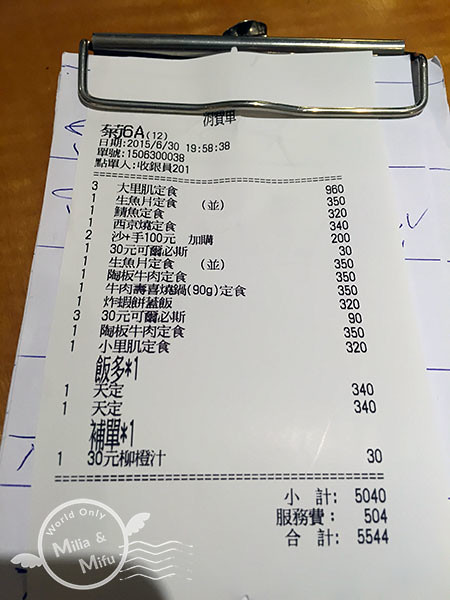 消費單
菊6A(12)
日期:2015/6/30 19:58:38
單號:1506300038
點單人:收銀員201
3 大里肌定食 960
1 生魚片定食 (並) 350
1 鯖魚定食 320
1 西京燒定食 340
2 沙+手100元 加購 200
1 30元可爾必斯 30
1 生魚片定食 (並) 350
1 陶板牛肉定食 350
1 牛肉壽喜燒鍋(90g)定食 350
1 炸蝦餅蓋飯 320
3 30元可爾必斯 90
1 陶板牛肉定食 350
1 小里肌定食 320
飯多*1
1 天定 340
1 天定 340
補單*1
1 30元柳橙汁 30
小 計: 5040
服務費: 504
合 計: 5544
World Only
Milia &
Mifu